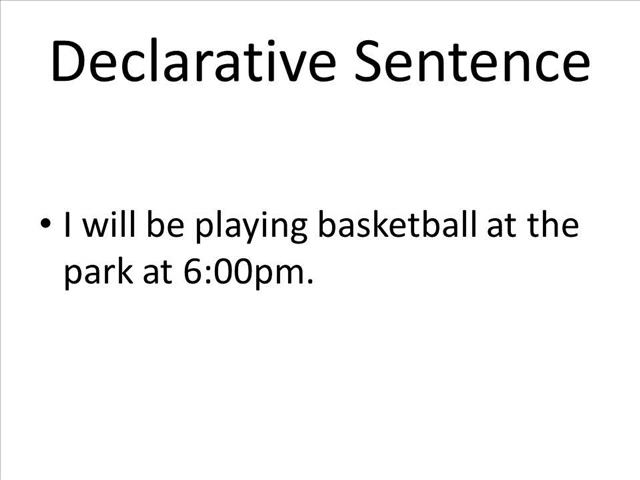 Declarative Sentence
• I will be playing basketball at the
park at 6:00pm.